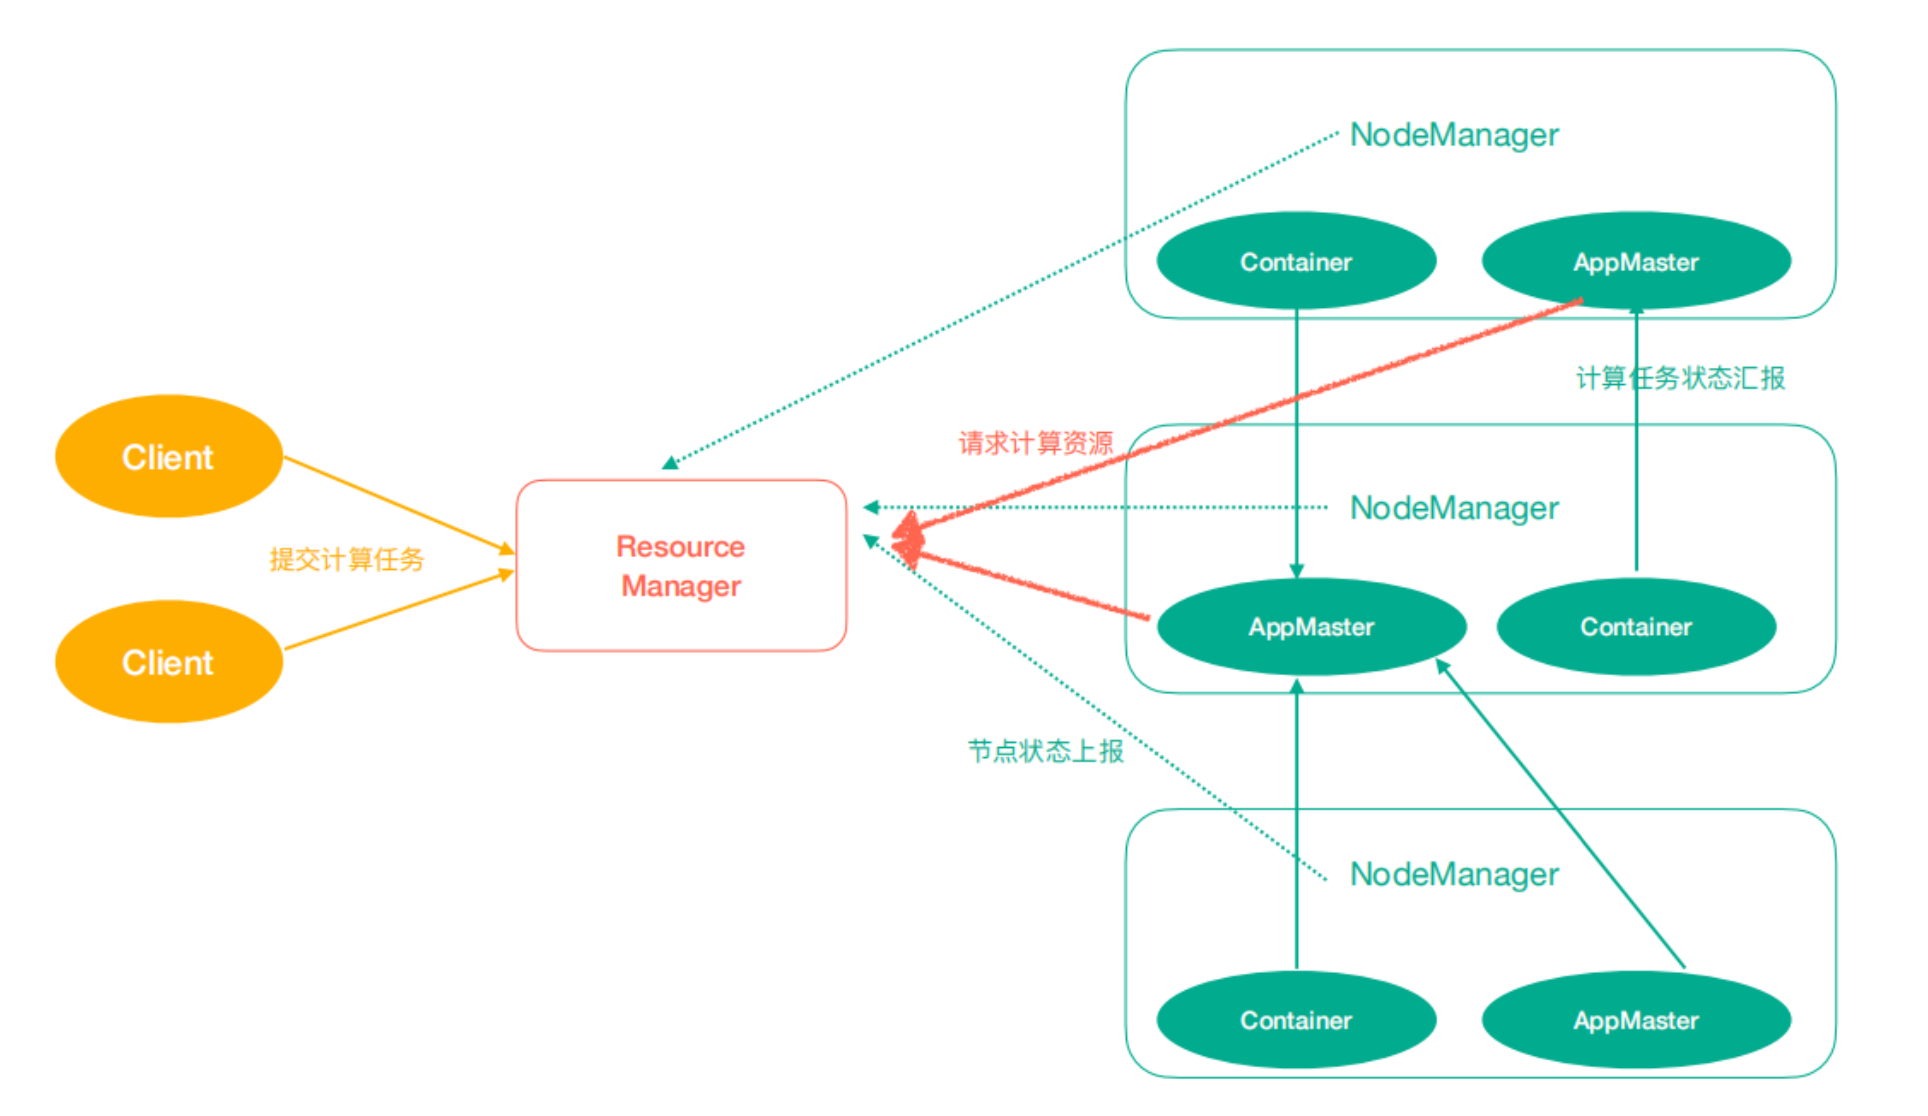 NodeManager
Container
AppMaster
计算任务状态汇报
请求计算资源
Client
提交计算任务
Client
Resource
Manager
NodeManager
AppMaster
Container
节点状态上报
NodeManager
Container
AppMaster